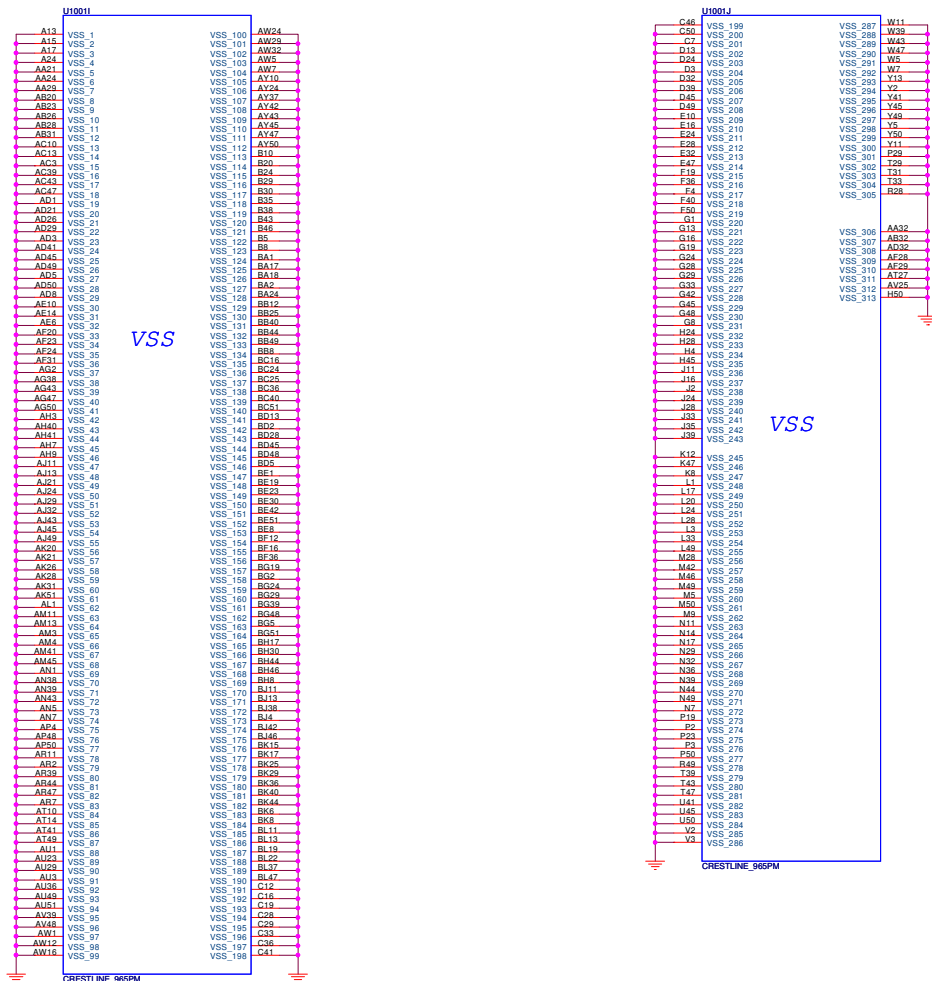 U1001I
A13 VSS_1
A15 VSS_2
A17 VSS_3
A24 VSS_4
AA21 VSS_5
AA24 VSS_6
AA29 VSS_7
AB20 VSS_8
AB23 VSS_9
AB26 VSS_10
AB28 VSS_11
AB31 VSS_12
AC10 VSS_13
AC13 VSS_14
AC3 VSS_15
AC39 VSS_16
AC43 VSS_17
AC47 VSS_18
AD1 VSS_19
AD21 VSS_20
AD26 VSS_21
AD29 VSS_22
AD3 VSS_23
AD41 VSS_24
AD45 VSS_25
AD49 VSS_26
AD5 VSS_27
AD50 VSS_28
AD8 VSS_29
AE10 VSS_30
AE14 VSS_31
AE6 VSS_32
AF20 VSS_33
AF23 VSS_34
AF24 VSS_35
AF31 VSS_36
AG2 VSS_37
AG38 VSS_38
AG43 VSS_39
AG47 VSS_40
AG50 VSS_41
AH3 VSS_42
AH40 VSS_43
AH41 VSS_44
AH7 VSS_45
AH9 VSS_46
AJ11 VSS_47
AJ13 VSS_48
AJ21 VSS_49
AJ24 VSS_50
AJ29 VSS_51
AJ32 VSS_52
AJ43 VSS_53
AJ45 VSS_54
AJ49 VSS_55
AK20 VSS_56
AK21 VSS_57
AK26 VSS_58
AK28 VSS_59
AK31 VSS_60
AK51 VSS_61
AL1 VSS_62
AM11 VSS_63
AM13 VSS_64
AM3 VSS_65
AM4 VSS_66
AM41 VSS_67
AM45 VSS_68
AN1 VSS_69
AN38 VSS_70
AN39 VSS_71
AN43 VSS_72
AN5 VSS_73
AN7 VSS_74
AP4 VSS_75
AP48 VSS_76
AP50 VSS_77
AR11 VSS_78
AR2 VSS_79
AR39 VSS_80
AR44 VSS_81
AR47 VSS_82
AR7 VSS_83
AT10 VSS_84
AT14 VSS_85
AT41 VSS_86
AT49 VSS_87
AU1 VSS_88
AU23 VSS_89
AU29 VSS_90
AU3 VSS_91
AU36 VSS_92
AU49 VSS_93
AU51 VSS_94
AV39 VSS_95
AV48 VSS_96
AW1 VSS_97
AW12 VSS_98
AW16 VSS_99
VSS
VSS_100 AW24
VSS_101 AW29
VSS_102 AW32
VSS_103 AW5
VSS_104 AW7
VSS_105 AY10
VSS_106 AY24
VSS_107 AY37
VSS_108 AY42
VSS_109 AY43
VSS_110 AY45
VSS_111 AY47
VSS_112 AY50
VSS_113 B10
VSS_114 B20
VSS_115 B24
VSS_116 B29
VSS_117 B30
VSS_118 B35
VSS_119 B38
VSS_120 B43
VSS_121 B46
VSS_122 B5
VSS_123 B8
VSS_124 BA1
VSS_125 BA17
VSS_126 BA18
VSS_127 BA2
VSS_128 BA24
VSS_129 BB12
VSS_130 BB25
VSS_131 BB40
VSS_132 BB44
VSS_133 BB49
VSS_134 BB8
VSS_135 BC16
VSS_136 BC24
VSS_137 BC25
VSS_138 BC36
VSS_139 BC40
VSS_140 BC51
VSS_141 BD13
VSS_142 BD2
VSS_143 BD28
VSS_144 BD45
VSS_145 BD48
VSS_146 BD5
VSS_147 BE1
VSS_148 BE19
VSS_149 BE23
VSS_150 BE30
VSS_151 BE42
VSS_152 BE51
VSS_153 BE8
VSS_154 BF12
VSS_155 BF16
VSS_156 BF36
VSS_157 BG19
VSS_158 BG2
VSS_159 BG24
VSS_160 BG29
VSS_161 BG39
VSS_162 BG48
VSS_163 BG5
VSS_164 BG51
VSS_165 BH17
VSS_166 BH30
VSS_167 BH44
VSS_168 BH46
VSS_169 BH8
VSS_170 BJ11
VSS_171 BJ13
VSS_172 BJ38
VSS_173 BJ4
VSS_174 BJ42
VSS_175 BJ46
VSS_176 BK15
VSS_177 BK17
VSS_178 BK25
VSS_179 BK29
VSS_180 BK36
VSS_181 BK40
VSS_182 BK44
VSS_183 BK6
VSS_184 BK8
VSS_185 BL11
VSS_186 BL13
VSS_187 BL19
VSS_188 BL22
VSS_189 BL37
VSS_190 BL47
VSS_191 C12
VSS_192 C16
VSS_193 C19
VSS_194 C28
VSS_195 C29
VSS_196 C33
VSS_197 C36
VSS_198 C41
CRESTLINE_965PM
U1001J
C46 VSS_199
C50 VSS_200
C7 VSS_201
D13 VSS_202
D24 VSS_203
D3 VSS_204
D32 VSS_205
D39 VSS_206
D45 VSS_207
D49 VSS_208
E10 VSS_209
E16 VSS_210
E24 VSS_211
E28 VSS_212
E32 VSS_213
E47 VSS_214
F19 VSS_215
F36 VSS_216
F4 VSS_217
F40 VSS_218
F50 VSS_219
G1 VSS_220
G13 VSS_221
G16 VSS_222
G19 VSS_223
G24 VSS_224
G28 VSS_225
G29 VSS_226
G33 VSS_227
G42 VSS_228
G45 VSS_229
G48 VSS_230
G8 VSS_231
H24 VSS_232
H28 VSS_233
H4 VSS_234
H45 VSS_235
J11 VSS_236
J16 VSS_237
J2 VSS_238
J24 VSS_239
J28 VSS_240
J33 VSS_241
J35 VSS_242
J39 VSS_243
K12 VSS_245
K47 VSS_246
K8 VSS_247
L1 VSS_248
L17 VSS_249
L20 VSS_250
L24 VSS_251
L28 VSS_252
L3 VSS_253
L33 VSS_254
L49 VSS_255
M28 VSS_256
M42 VSS_257
M46 VSS_258
M49 VSS_259
M5 VSS_260
M50 VSS_261
M9 VSS_262
N11 VSS_263
N14 VSS_264
N17 VSS_265
N29 VSS_266
N32 VSS_267
N36 VSS_268
N39 VSS_269
N44 VSS_270
N49 VSS_271
N7 VSS_272
P19 VSS_273
P2 VSS_274
P23 VSS_275
P3 VSS_276
P50 VSS_277
R49 VSS_278
T39 VSS_279
T43 VSS_280
T47 VSS_281
U41 VSS_282
U45 VSS_283
U50 VSS_284
V2 VSS_285
V3 VSS_286
VSS
VSS_287 W11
VSS_288 W39
VSS_289 W43
VSS_290 W47
VSS_291 W5
VSS_292 W7
VSS_293 Y13
VSS_294 Y2
VSS_295 Y41
VSS_296 Y45
VSS_297 Y49
VSS_298 Y5
VSS_299 Y50
VSS_300 Y11
VSS_301 P29
VSS_302 T29
VSS_303 T31
VSS_304 T33
VSS_305 R28
VSS_306 AA32
VSS_307 AB32
VSS_308 AD32
VSS_309 AF28
VSS_310 AF29
VSS_311 AT27
VSS_312 AV25
VSS_313 H50
CRESTLINE_965PM